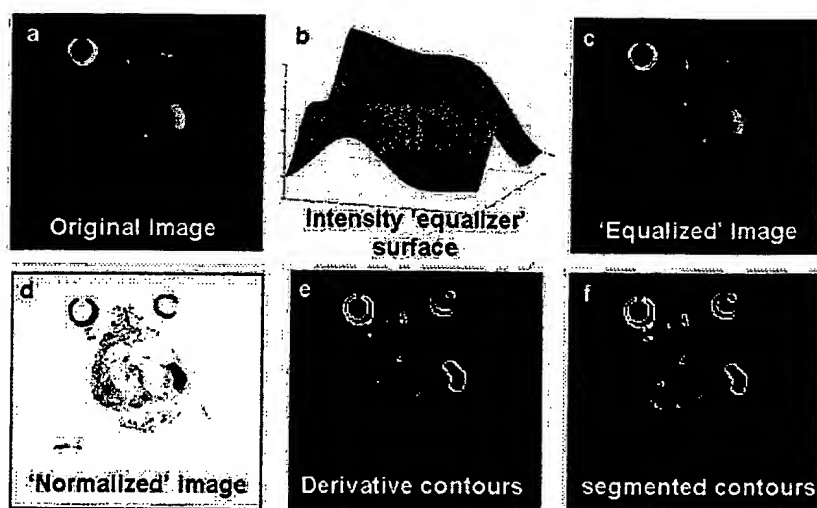 a
Original Image
b
Intensity 'equalizer'
surface
c
'Equalized' Image
d
'Normalized' Image
e
Derivative contours
f
segmented contours